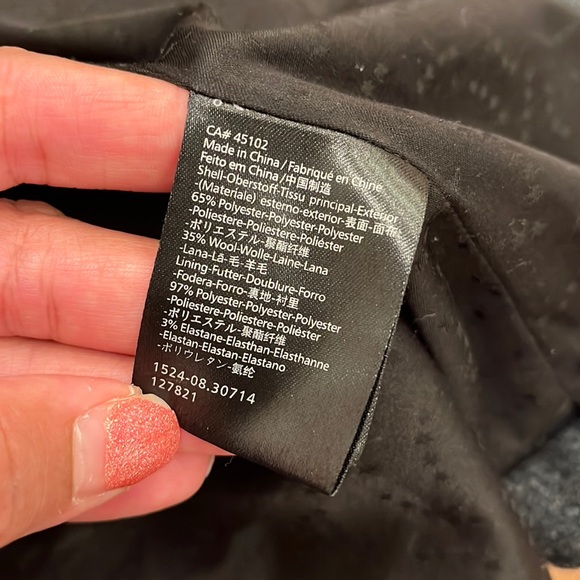 CA# 45102
Made in China / Fabriqué en Chine
Feito em China / 中国制造
Shell-Oberstoff-Tissu principal-Exterior
-(Materiale) esterno-exterior-表面-面布
65% Polyester-Polyester-Polyester
-Poliestere-Poliestere-Poliéster
-ポリエステル-聚酯纤维
35% Wool-Wolle-Laine-Lana
-Lana-Lã-毛-羊毛
Lining-Futter-Doublure-Forro
-Fodera-Forro-裏地-衬里
97% Polyester-Polyester-Polyester
-Poliestere-Poliestere-Poliéster
-ポリエステル-聚酯纤维
3% Elastane-Elasthan-Elasthanne
-Elastan-Elastan-Elastano
-ポリウレタン-氨纶
1524-08.30714
127821